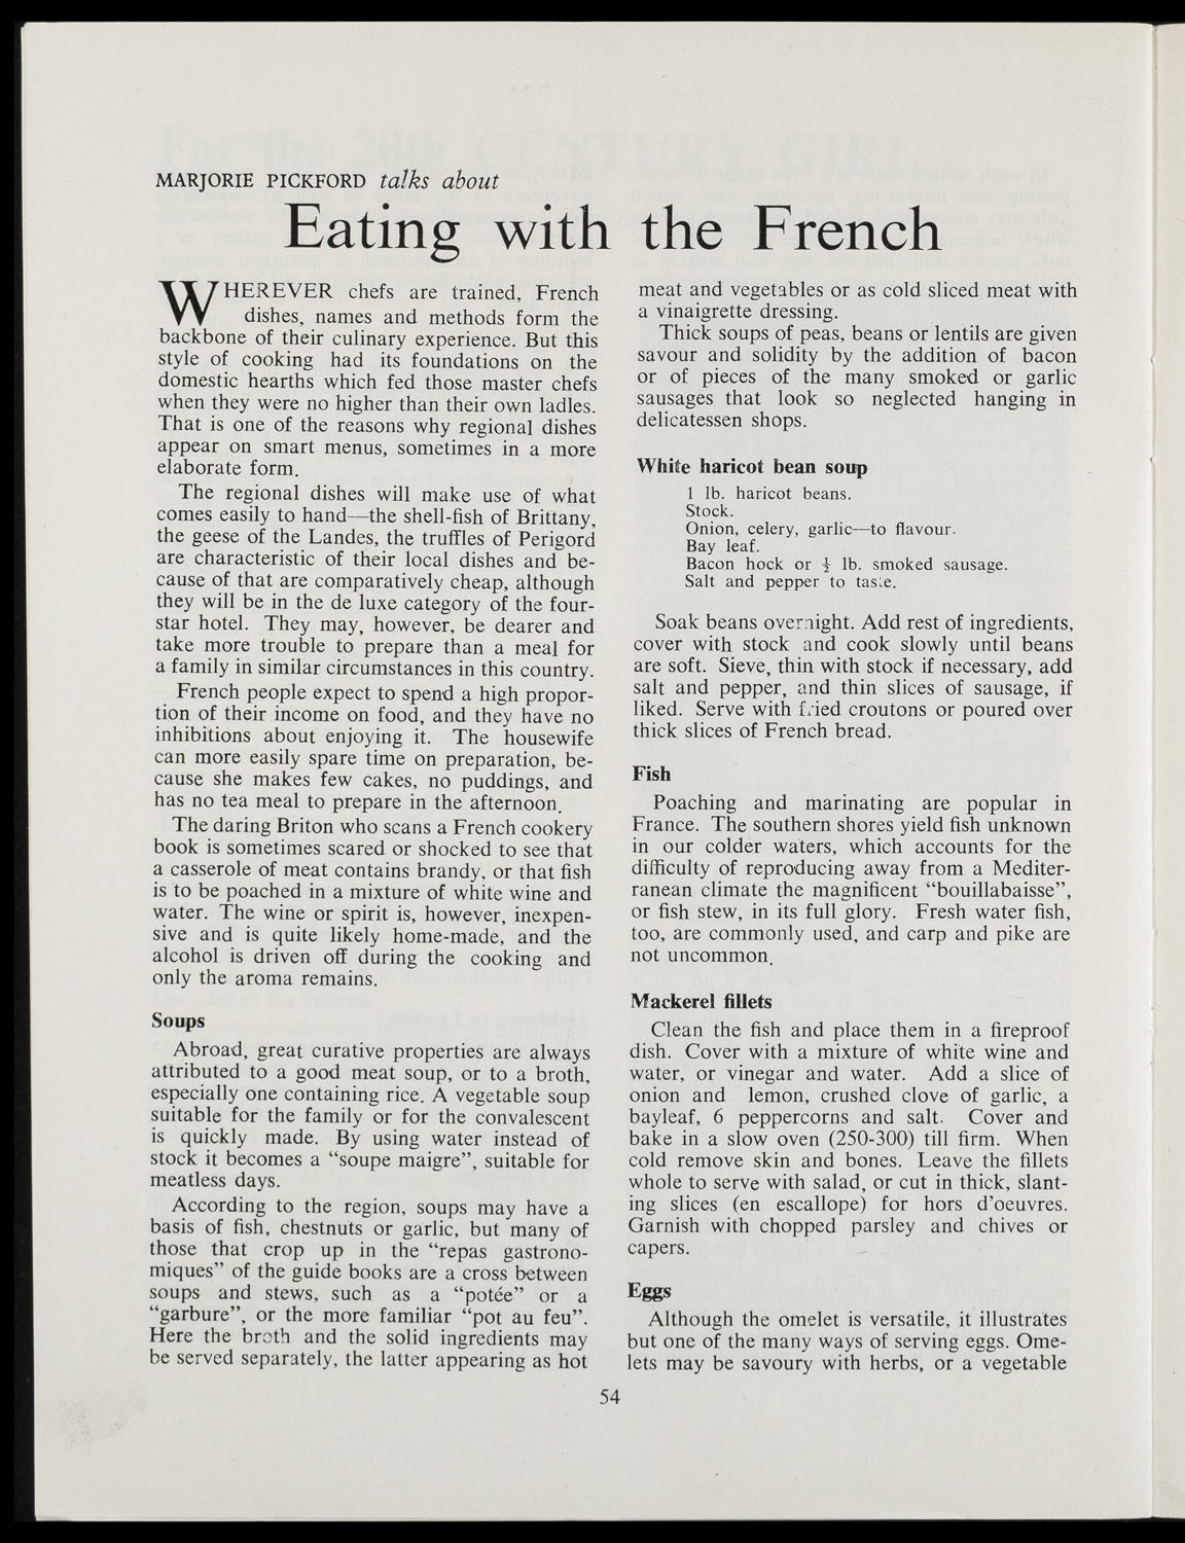 MARJORIE PICKFORD talks about
Eating with the French
WHEREVER chefs are trained, French
dishes, names and methods form the
backbone of their culinary experience. But this
style of cooking had its foundations on the
domestic hearths which fed those master chefs
when they were no higher than their own ladles.
That is one of the reasons why regional dishes
appear on smart menus, sometimes in a more
elaborate form.
The regional dishes will make use of what
comes easily to hand—the shell-fish of Brittany,
the geese of the Landes, the truffles of Perigord
are characteristic of their local dishes and be-
cause of that are comparatively cheap, although
they will be in the de luxe category of the four-
star hotel. They may, however, be dearer and
take more trouble to prepare than a meal for
a family in similar circumstances in this country.
French people expect to spend a high propor-
tion of their income on food, and they have no
inhibitions about enjoying it. The housewife
can more easily spare time on preparation, be-
cause she makes few cakes, no puddings, and
has no tea meal to prepare in the afternoon.
The daring Briton who scans a French cookery
book is sometimes scared or shocked to see that
a casserole of meat contains brandy, or that fish
is to be poached in a mixture of white wine and
water. The wine or spirit is, however, inexpen-
sive and is quite likely home-made, and the
alcohol is driven off during the cooking and
only the aroma remains.
Soups
Abroad, great curative properties are always
attributed to a good meat soup, or to a broth,
especially one containing rice. A vegetable soup
suitable for the family or for the convalescent
is quickly made. By using water instead of
stock it becomes a "soupe maigre", suitable for
meatless days.
According to the region, soups may have a
basis of fish, chestnuts or garlic, but many of
those that crop up in the "repas gastrono-
miques" of the guide books are a cross between
soups and stews, such as a "potée" or a
"garbure", or the more familiar "pot au feu".
Here the broth and the solid ingredients may
be served separately, the latter appearing as hot
meat and vegetables or as cold sliced meat with
a vinaigrette dressing.
Thick soups of peas, beans or lentils are given
savour and solidity by the addition of bacon
or of pieces of the many smoked or garlic
sausages that look so neglected hanging in
delicatessen shops.
White haricot bean soup
1 lb. haricot beans.
Stock.
Onion, celery, garlic—to flavour.
Bay leaf.
Bacon hock or ½ lb. smoked sausage.
Salt and pepper to taste.
Soak beans overnight. Add rest of ingredients,
cover with stock and cook slowly until beans
are soft. Sieve, thin with stock if necessary, add
salt and pepper, and thin slices of sausage, if
liked. Serve with fried croutons or poured over
thick slices of French bread.
Fish
Poaching and marinating are popular in
France. The southern shores yield fish unknown
in our colder waters, which accounts for the
difficulty of reproducing away from a Mediter-
ranean climate the magnificent "bouillabaisse",
or fish stew, in its full glory. Fresh water fish,
too, are commonly used, and carp and pike are
not uncommon.
Mackerel fillets
Clean the fish and place them in a fireproof
dish. Cover with a mixture of white wine and
water, or vinegar and water. Add a slice of
onion and lemon, crushed clove of garlic, a
bayleaf, 6 peppercorns and salt. Cover and
bake in a slow oven (250-300) till firm. When
cold remove skin and bones. Leave the fillets
whole to serve with salad, or cut in thick, slant-
ing slices (en escallope) for hors d'oeuvres.
Garnish with chopped parsley and chives or
capers.
Eggs
Although the omelet is versatile, it illustrates
but one of the many ways of serving eggs. Ome-
lets may be savoury with herbs, or a vegetable
54